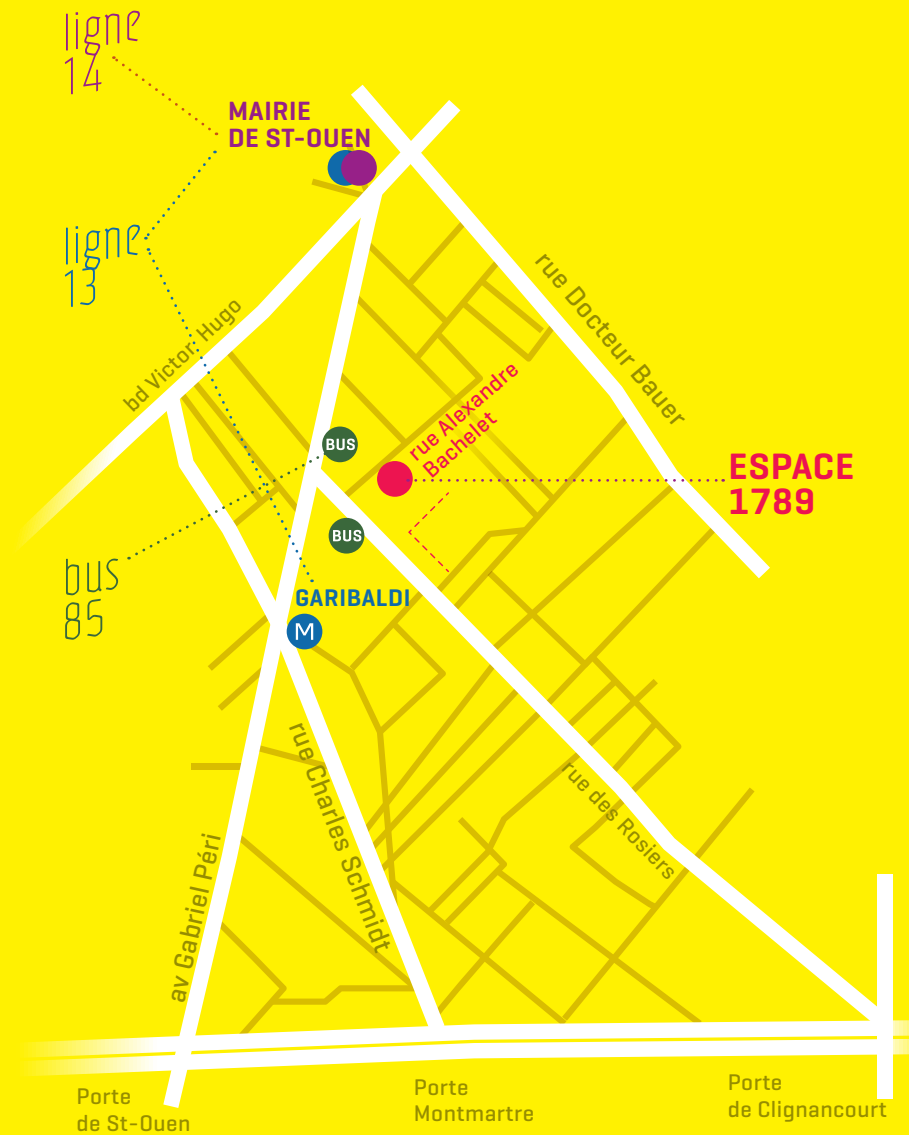 ligne
14
MAIRIE
DE ST-OUEN
ligne
13
bd Victor Hugo
rue Docteur Bauer
rue Alexandre
Bachelet
BUS
ESPACE
1789
BUS
bus
85
GARIBALDI
M
rue Charles Schmidt
rue des Rosiers
av Gabriel Péri
Porte
de St-Ouen
Porte
Montmartre
Porte
de Clignancourt